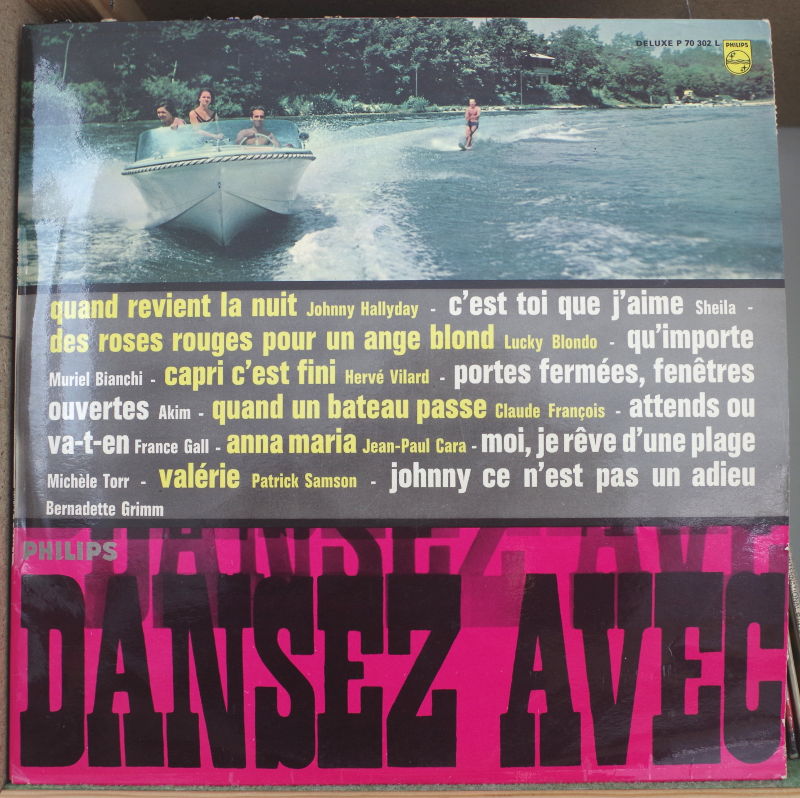 DELUXE P 70 302 L
PHILIPS
quand revient la nuit Johnny Hallyday - c'est toi que j'aime Sheila -
des roses rouges pour un ange blond Lucky Blondo - qu'importe
Muriel Bianchi - capri c'est fini Hervé Vilard - portes fermées, fenêtres
ouvertes Akim - quand un bateau passe Claude François - attends ou
va-t-en France Gall - anna maria Jean-Paul Cara - moi, je rêve d'une plage
Michèle Torr - valérie Patrick Samson - johnny ce n'est pas un adieu
Bernadette Grimm
DANSEZ AVEC
PHILIPS
DANSEZ AVEC